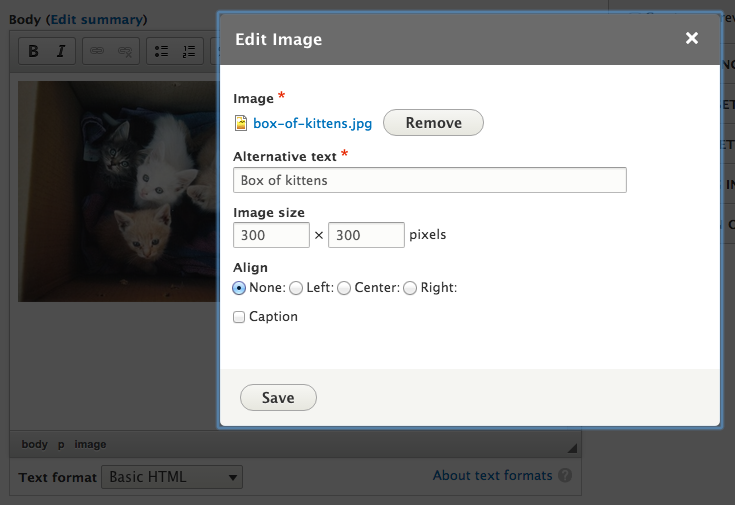 Body (Edit summary)
B I
Edit Image
Image *
box-of-kittens.jpg Remove
Alternative text *
Box of kittens
Image size
300 × 300 pixels
Align
None: Left: Center: Right:
Caption
Save
body p image
Text format Basic HTML
About text formats ?